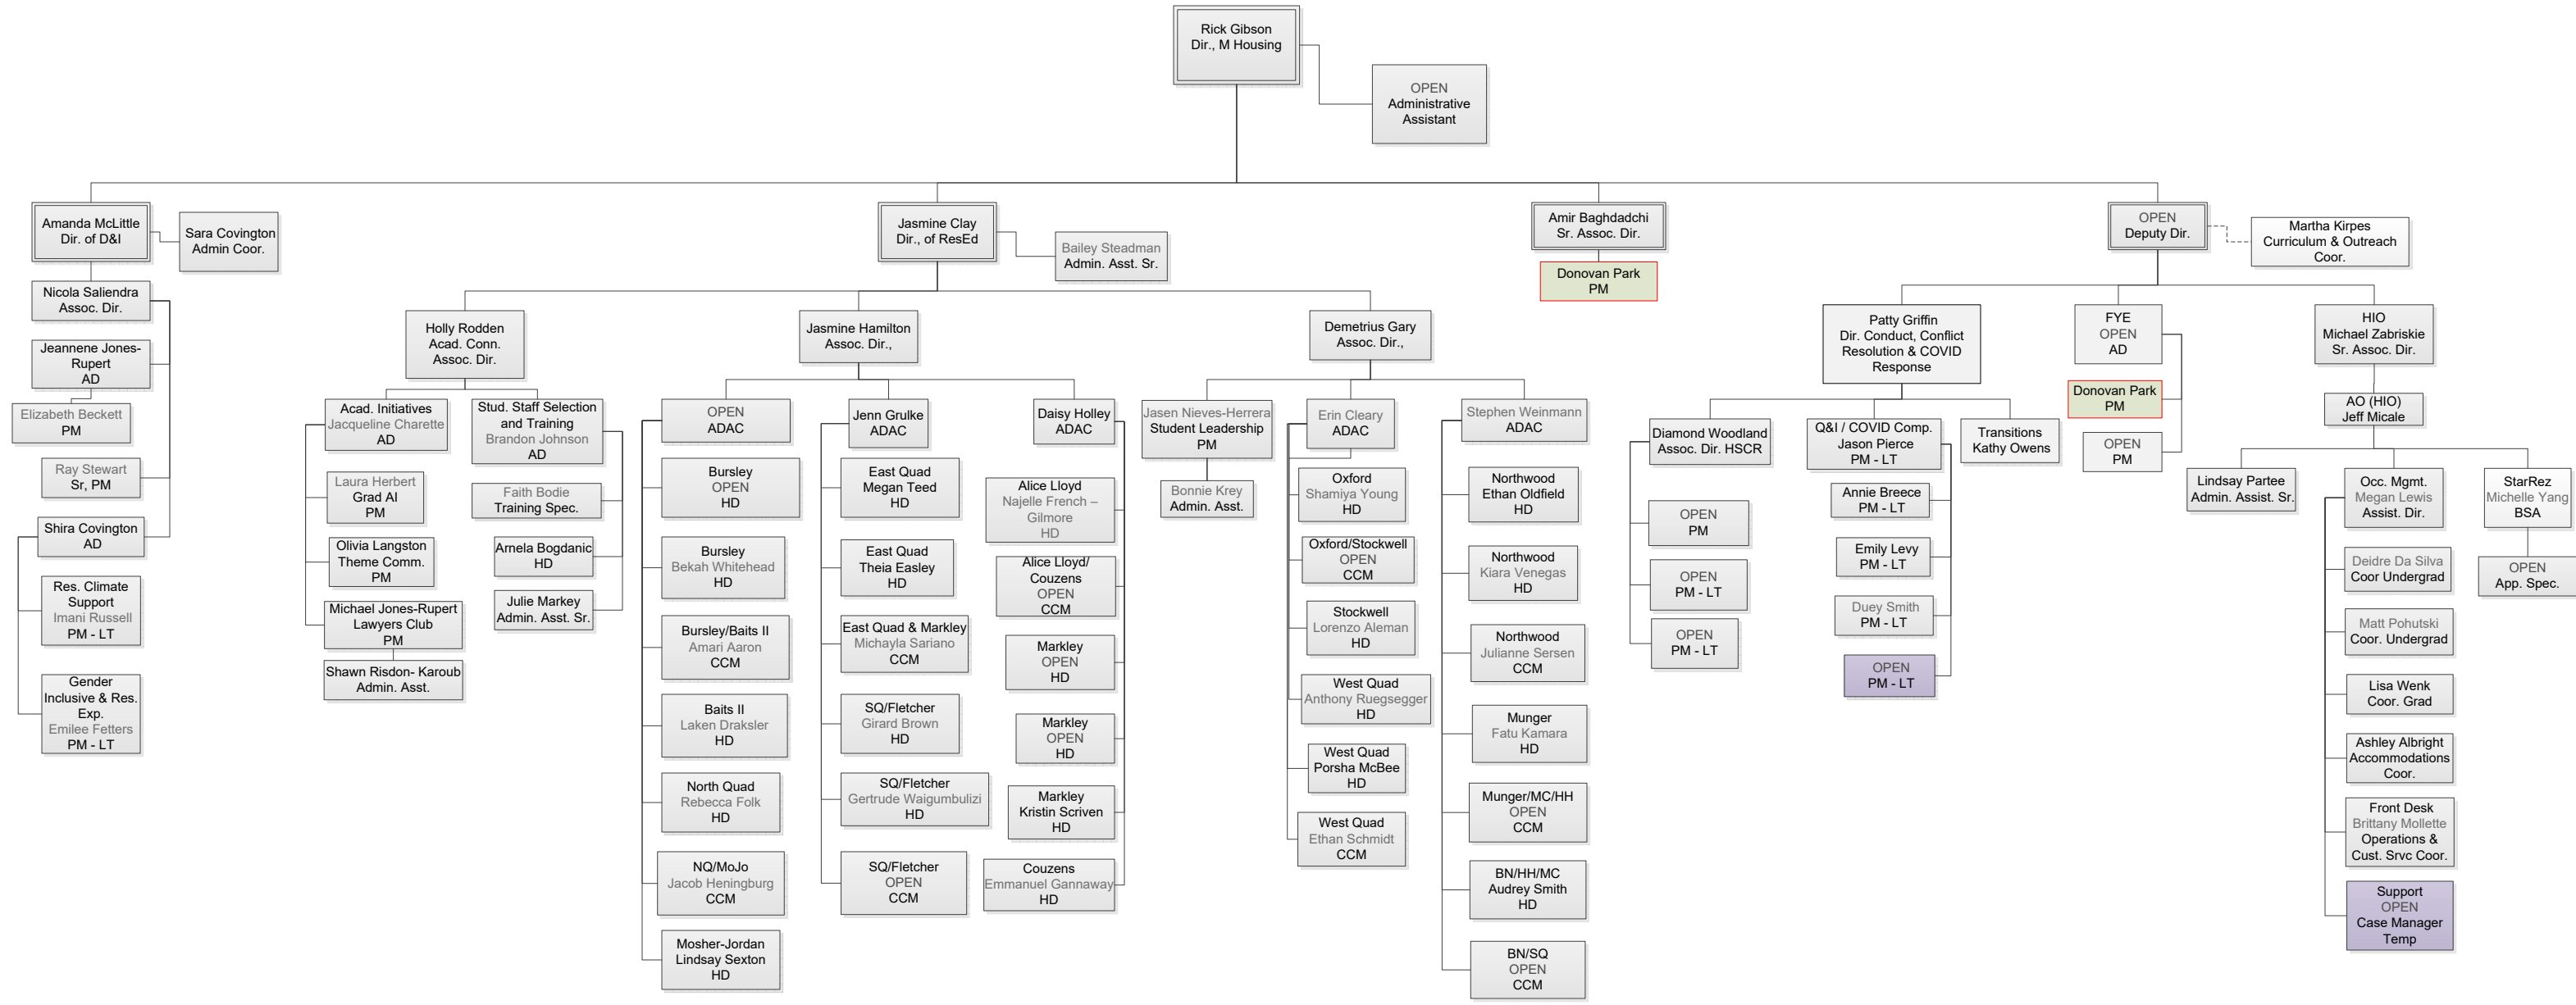 Rick Gibson
Dir., M Housing
OPEN
Administrative
Assistant
Amanda McLittle
Dir. of D&I
Sara Covington
Admin Coor.
Jasmine Clay
Dir., of ResEd
Bailey Steadman
Admin. Asst. Sr.
Amir Baghdadchi
Sr. Assoc. Dir.
Donovan Park
PM
OPEN
Deputy Dir.
Martha Kirpes
Curriculum & Outreach
Coor.
Nicola Saliendra
Assoc. Dir.
Jeannene Jones-
Rupert
AD
Elizabeth Beckett
PM
Ray Stewart
Sr, PM
Shira Covington
AD
Res. Climate
Support
Imani Russell
PM - LT
Gender
Inclusive & Res.
Exp.
Emilee Fetters
PM - LT
Holly Rodden
Acad. Conn.
Assoc. Dir.
Acad. Initiatives
Jacqueline Charette
AD
Laura Herbert
Grad AI
PM
Olivia Langston
Theme Comm.
PM
Michael Jones-Rupert
Lawyers Club
PM
Shawn Risdon- Karoub
Admin. Asst.
Stud. Staff Selection
and Training
Brandon Johnson
AD
Faith Bodie
Training Spec.
Arnela Bogdanic
HD
Julie Markey
Admin. Asst. Sr.
Jasmine Hamilton
Assoc. Dir.,
OPEN
ADAC
Bursley
OPEN
HD
Bursley
Bekah Whitehead
HD
Bursley/Baits II
Amari Aaron
CCM
Baits II
Laken Draksler
HD
North Quad
Rebecca Folk
HD
NQ/MoJo
Jacob Heningburg
CCM
Mosher-Jordan
Lindsay Sexton
HD
Jenn Grulke
ADAC
East Quad
Megan Teed
HD
East Quad
Theia Easley
HD
East Quad & Markley
Michayla Sariano
CCM
SQ/Fletcher
Girard Brown
HD
SQ/Fletcher
Gertrude Waigumbulizi
HD
SQ/Fletcher
OPEN
CCM
Daisy Holley
ADAC
Alice Lloyd
Najelle French –
Gilmore
HD
Alice Lloyd/
Couzens
OPEN
CCM
Markley
OPEN
HD
Markley
OPEN
HD
Markley
Kristin Scriven
HD
Couzens
Emmanuel Gannaway
HD
Demetrius Gary
Assoc. Dir.,
Jasen Nieves-Herrera
Student Leadership
PM
Bonnie Krey
Admin. Asst.
Erin Cleary
ADAC
Oxford
Shamiya Young
HD
Oxford/Stockwell
OPEN
CCM
Stockwell
Lorenzo Aleman
HD
West Quad
Anthony Ruegsegger
HD
West Quad
Porsha McBee
HD
West Quad
Ethan Schmidt
CCM
Stephen Weinmann
ADAC
Northwood
Ethan Oldfield
HD
Northwood
Kiara Venegas
HD
Northwood
Julianne Sersen
CCM
Munger
Fatu Kamara
HD
Munger/MC/HH
OPEN
CCM
BN/HH/MC
Audrey Smith
HD
BN/SQ
OPEN
CCM
Patty Griffin
Dir. Conduct, Conflict
Resolution & COVID
Response
Diamond Woodland
Assoc. Dir. HSCR
OPEN
PM
OPEN
PM - LT
OPEN
PM - LT
Q&I / COVID Comp.
Jason Pierce
PM - LT
Annie Breece
PM - LT
Emily Levy
PM - LT
Duey Smith
PM - LT
OPEN
PM - LT
Transitions
Kathy Owens
FYE
OPEN
AD
Donovan Park
PM
OPEN
PM
HIO
Michael Zabriskie
Sr. Assoc. Dir.
AO (HIO)
Jeff Micale
Lindsay Partee
Admin. Assist. Sr.
Occ. Mgmt.
Megan Lewis
Assist. Dir.
Deidre Da Silva
Coor Undergrad
Matt Pohutski
Coor. Undergrad
Lisa Wenk
Coor. Grad
Ashley Albright
Accommodations
Coor.
Front Desk
Brittany Mollette
Operations &
Cust. Srvc Coor.
Support
OPEN
Case Manager
Temp
StarRez
Michelle Yang
BSA
OPEN
App. Spec.